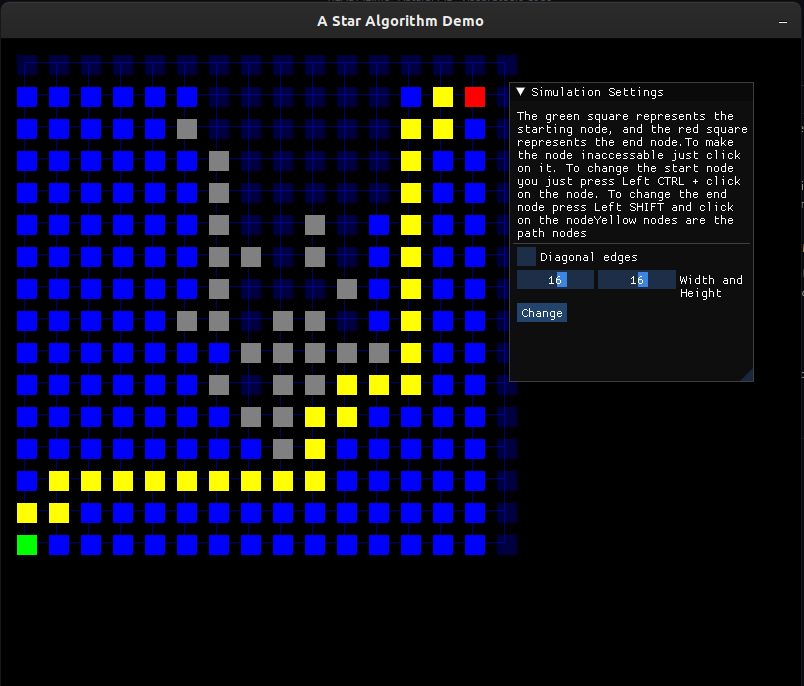 A Star Algorithm Demo
Simulation Settings
The green square represents the
starting node, and the red square
represents the end node.To make
the node inaccessable just click
on it. To change the start node
you just press Left CTRL + click
on the node. To change the end
node press Left SHIFT and click
on the nodeYellow nodes are the
path nodes
Diagonal edges
16 16 Width and
Height
Change